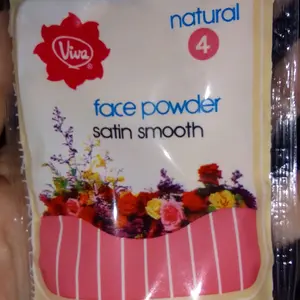 natural
4
Viva
®
face powder
satin smooth